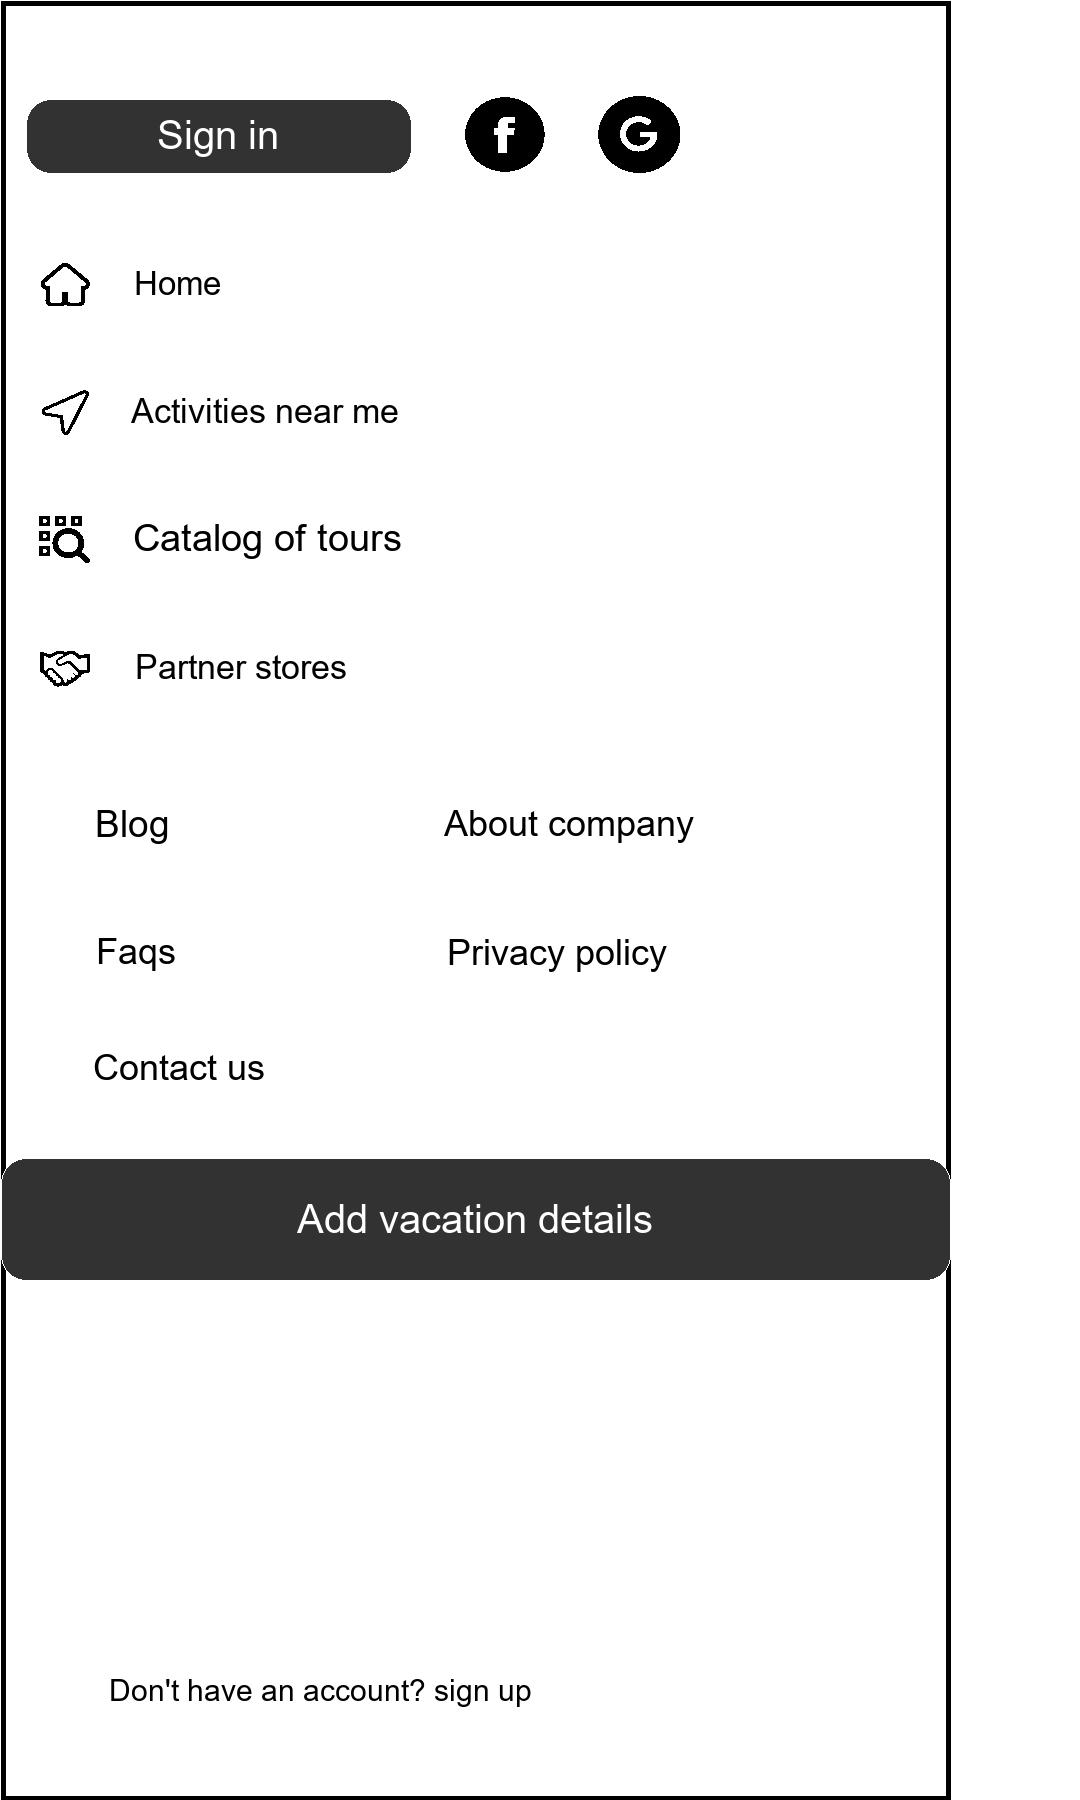 Sign in
f
G
Home
Activities near me
Catalog of tours
Partner stores
Blog
About company
Faqs
Privacy policy
Contact us
Add vacation details
Don't have an account? sign up